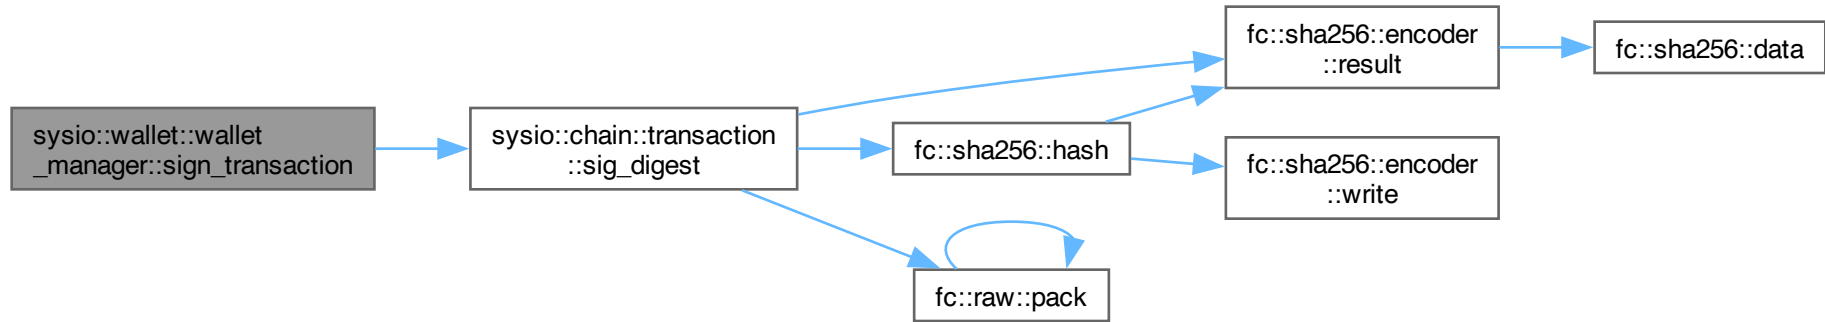 sysio::wallet::wallet
_manager::sign_transaction
sysio::chain::transaction
::sig_digest
fc::sha256::hash
fc::raw::pack
fc::sha256::encoder
::result
fc::sha256::encoder
::write
fc::sha256::data